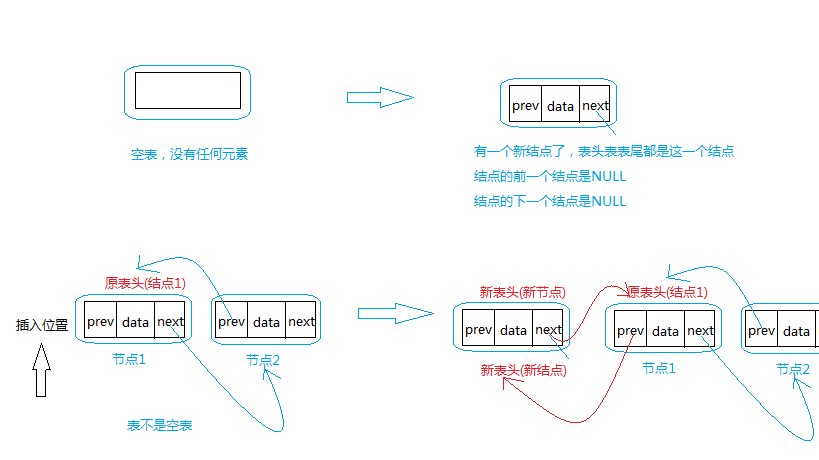 prev data next
空表，没有任何元素
有一个新结点了，表头表表尾都是这一个结点
结点的前一个结点是NULL
结点的下一个结点是NULL
原表头(结点1)
新表头(新节点)
原表头(结点1)
插入位置
prev data next
prev data next
prev data next
prev data next
prev data
节点1
节点2
新表头(新结点)
节点1
节点2
表不是空表